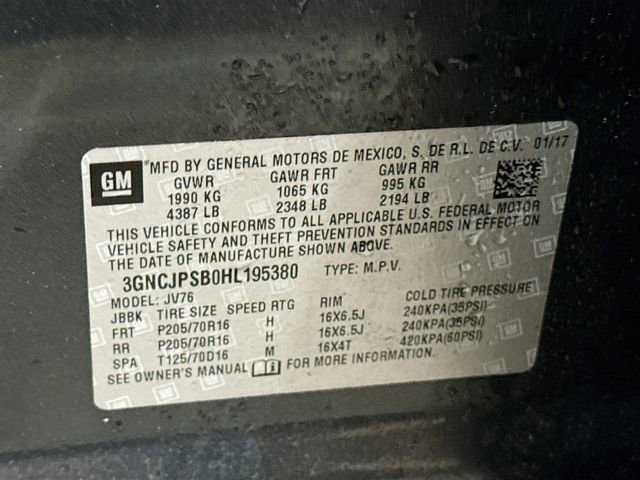 GM
"MFD BY GENERAL MOTORS DE MEXICO, S. DE R.L. DE C.V. 01/17
GVWR GAWR FRT GAWR RR
1990 KG 1065 KG 995 KG
4387 LB 2348 LB 2194 LB
THIS VEHICLE CONFORMS TO ALL APPLICABLE U.S. FEDERAL MOTOR
VEHICLE SAFETY AND THEFT PREVENTION STANDARDS IN EFFECT ON
THE DATE OF MANUFACTURE SHOWN ABOVE.
3GNCJPSB0HL195380 TYPE: M.P.V.
MODEL: JV76
JBBK TIRE SIZE SPEED RTG RIM COLD TIRE PRESSURE
FRT P205/70R16 H 16X6.5J 240KPA(35PSI)
RR P205/70R16 H 16X6.5J 240KPA(35PSI)
SPA T125/70D16 M 16X4T 420KPA(60PSI)
SEE OWNER'S MANUAL FOR MORE INFORMATION.